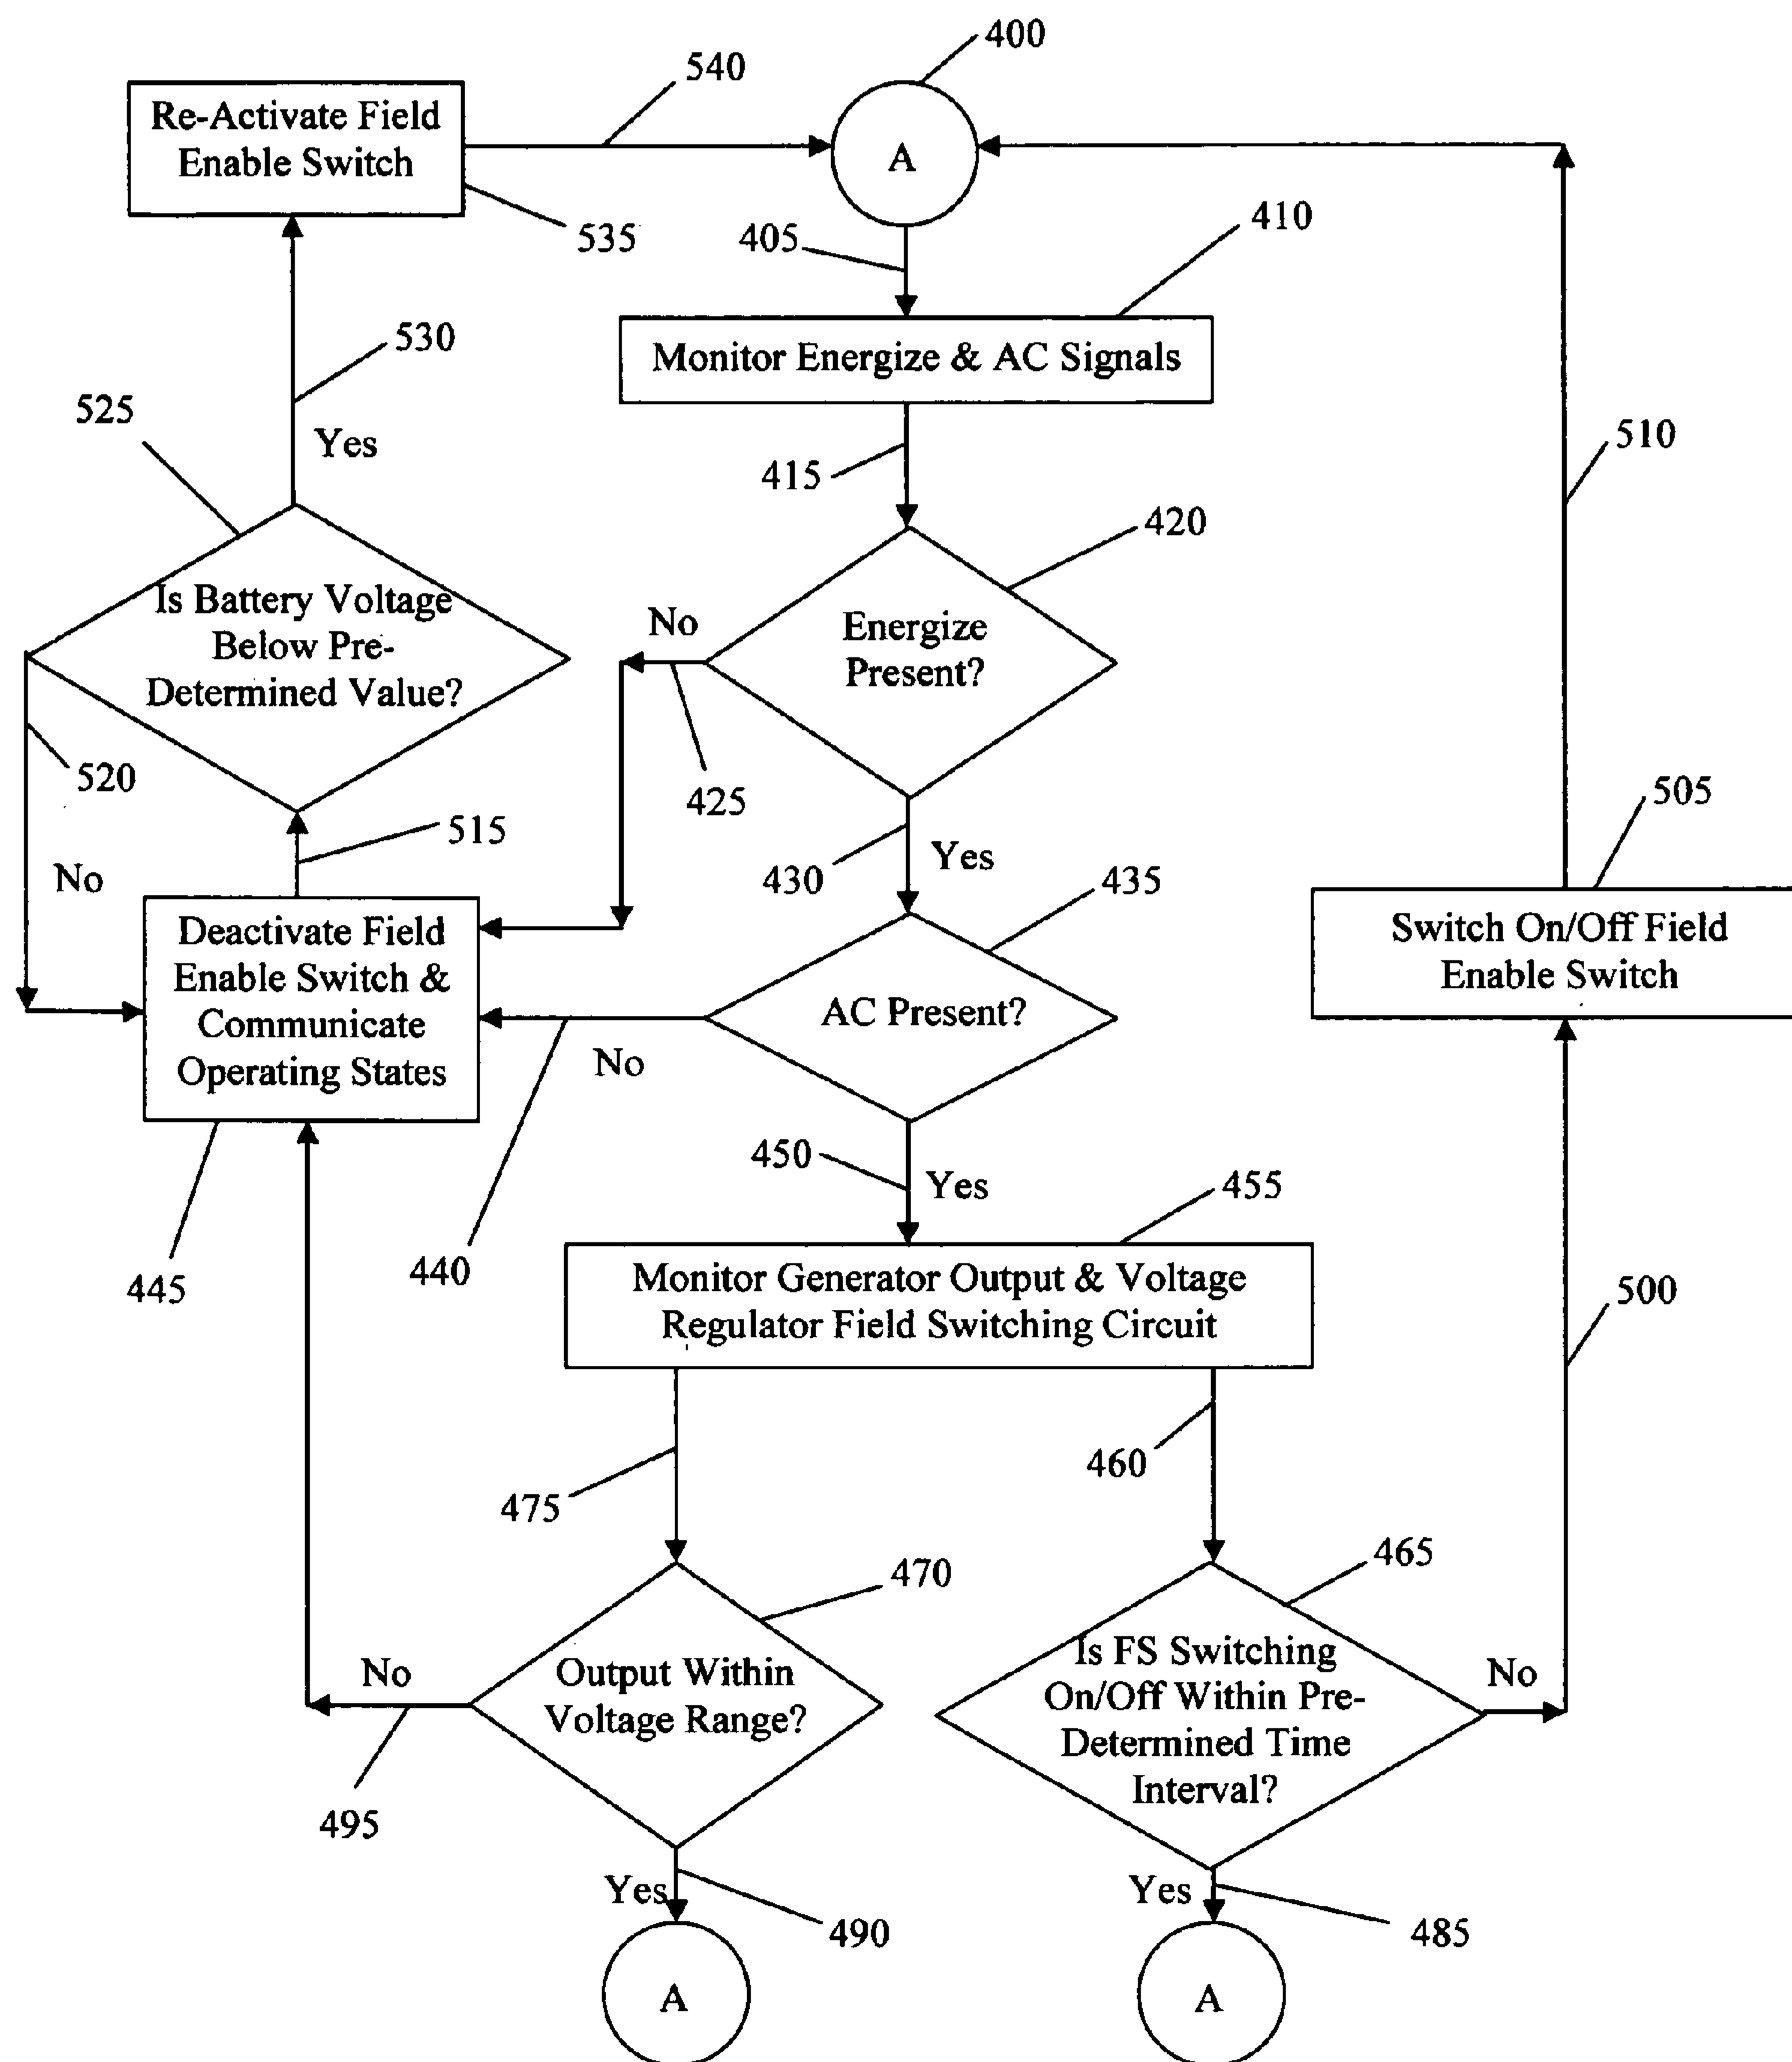 400
540
Re-Activate Field
Enable Switch
A
535
405
410
Monitor Energize & AC Signals
530
525
Yes
415
510
420
Is Battery Voltage
Below Pre-
Determined Value?
No
Energize
Present?
520
425
505
515
No
430
Yes
435
Deactivate Field
Enable Switch &
Communicate
Operating States
Switch On/Off Field
Enable Switch
AC Present?
No
450
Yes
455
445
440
Monitor Generator Output & Voltage
Regulator Field Switching Circuit
500
475
460
470
465
No
Output Within
Voltage Range?
Is FS Switching
On/Off Within Pre-
Determined Time
Interval?
No
495
Yes
490
Yes
485
A
A